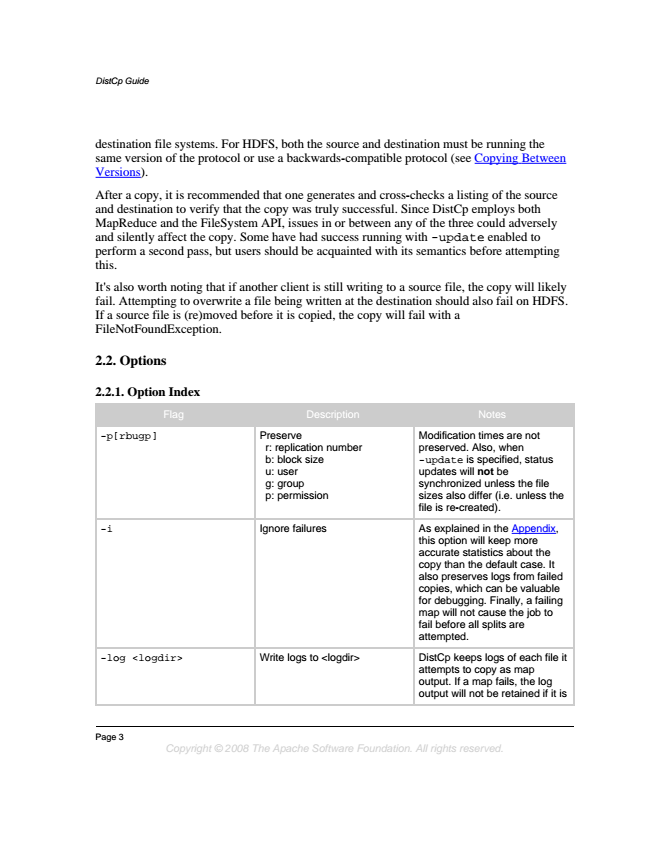 DistCp Guide
destination file systems. For HDFS, both the source and destination must be running the
same version of the protocol or use a backwards-compatible protocol (see Copying Between
Versions).
After a copy, it is recommended that one generates and cross-checks a listing of the source
and destination to verify that the copy was truly successful. Since DistCp employs both
MapReduce and the FileSystem API, issues in or between any of the three could adversely
and silently affect the copy. Some have had success running with -update enabled to
perform a second pass, but users should be acquainted with its semantics before attempting
this.
It's also worth noting that if another client is still writing to a source file, the copy will likely
fail. Attempting to overwrite a file being written at the destination should also fail on HDFS.
If a source file is (re)moved before it is copied, the copy will fail with a
FileNotFoundException.
2.2. Options
2.2.1. Option Index
Flag Description Notes
-p[rbugp]
Preserve
r: replication number
b: block size
u: user
g: group
p: permission
Modification times are not
preserved. Also, when
-update is specified, status
updates will not be
synchronized unless the file
sizes also differ (i.e. unless the
file is re-created).
-i
Ignore failures
As explained in the Appendix,
this option will keep more
accurate statistics about the
copy than the default case. It
also preserves logs from failed
copies, which can be valuable
for debugging. Finally, a failing
map will not cause the job to
fail before all splits are
attempted.
-log <logdir>
Write logs to <logdir>
DistCp keeps logs of each file it
attempts to copy as map
output. If a map fails, the log
output will not be retained if it is
Page 3
Copyright © 2008 The Apache Software Foundation. All rights reserved.